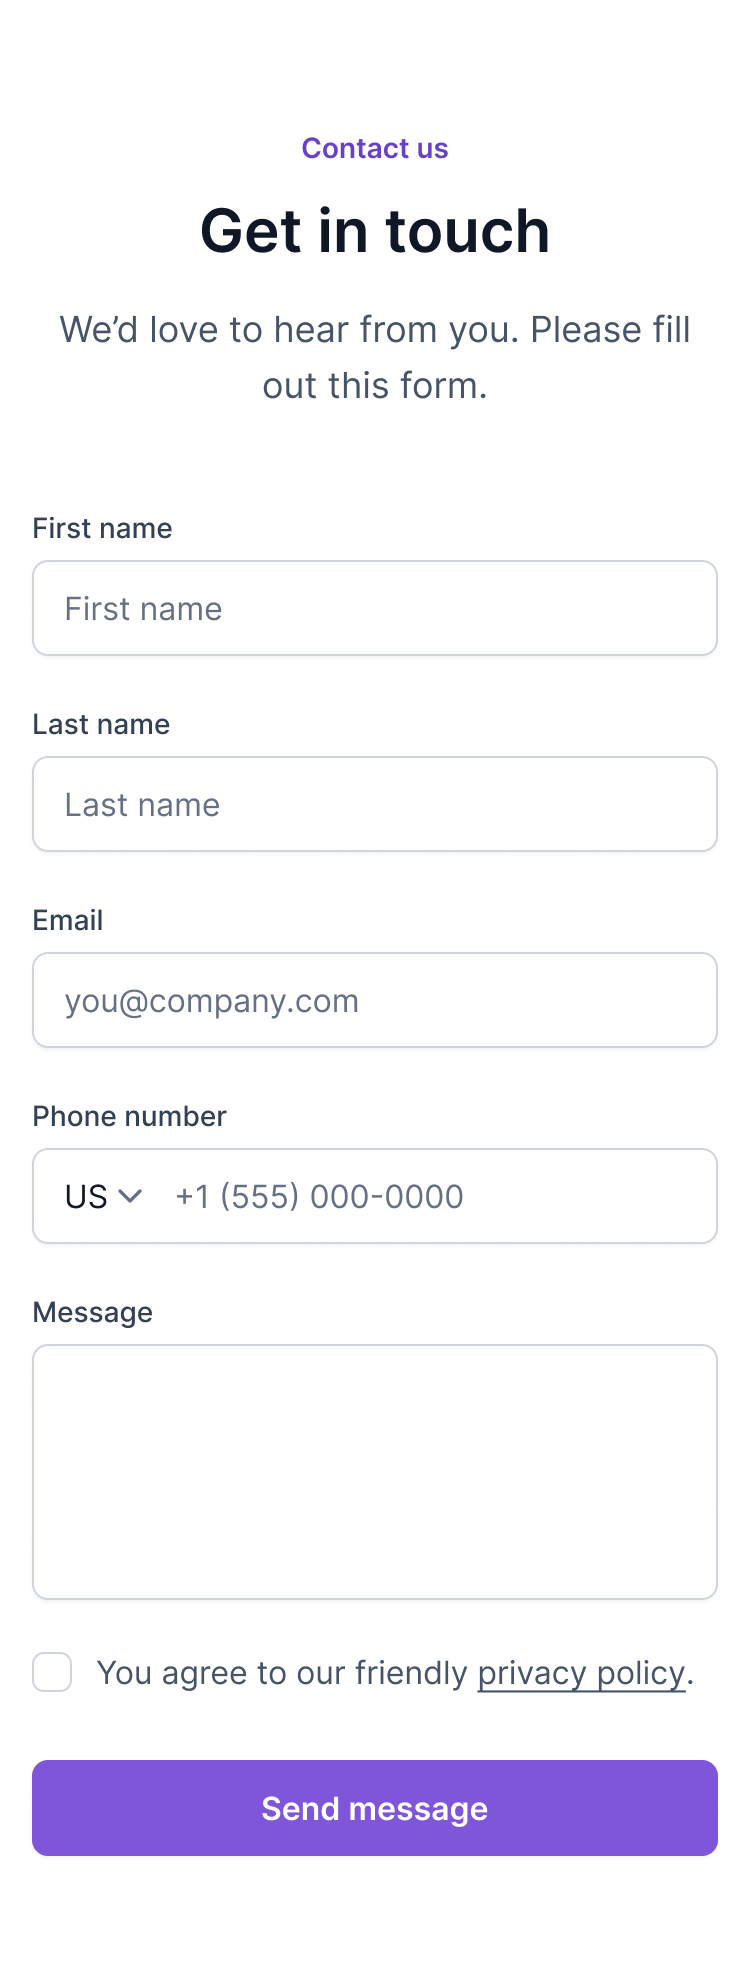 Contact us
Get in touch
We’d love to hear from you. Please fill
out this form.
First name
First name
Last name
Last name
Email
you@company.com
Phone number
US +1 (555) 000-0000
Message
You agree to our friendly privacy policy.
Send message